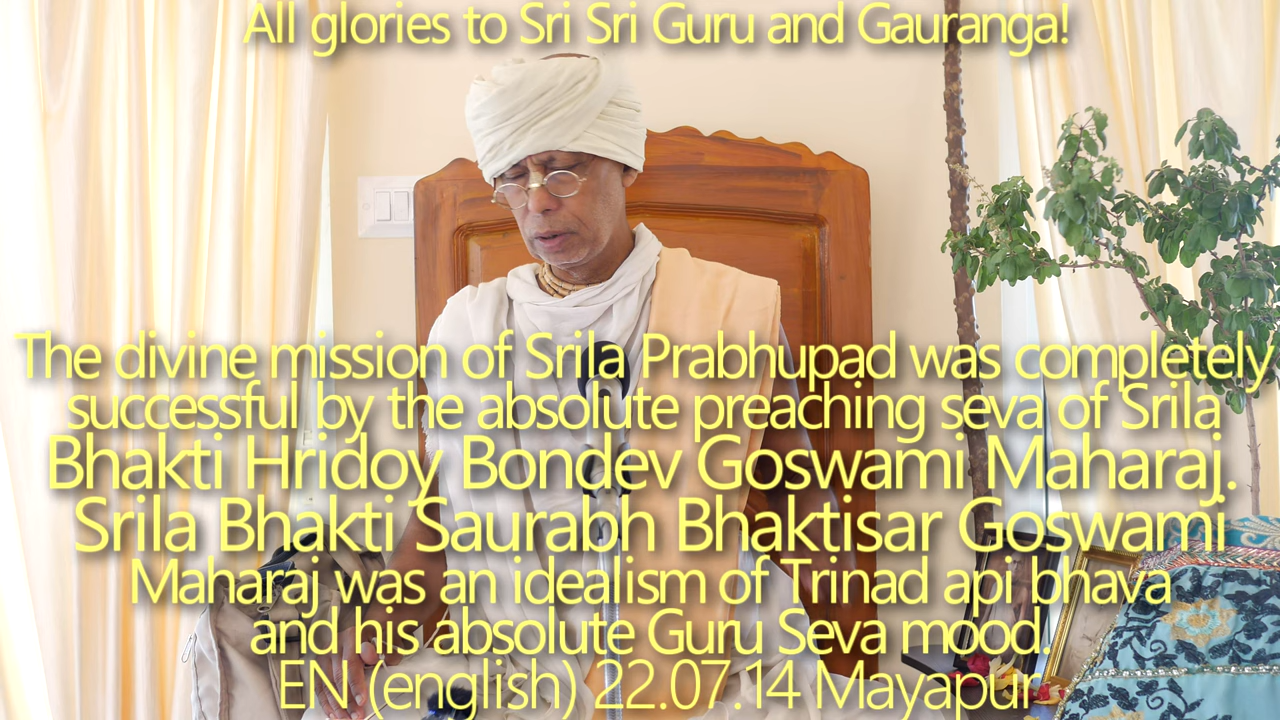 All glories to Sri Sri Guru and Gauranga!
The divine mission of Srila Prabhupad was completely
successful by the absolute preaching seva of Srila
Bhakti Hridoy Bondev Goswami Maharaj.
Srila Bhakti Saurabh Bhaktisar Goswami
Maharaj was an idealism of Trinad api bhava
and his absolute Guru Seva mood.
EN (english) 22.07.14 Mayapur